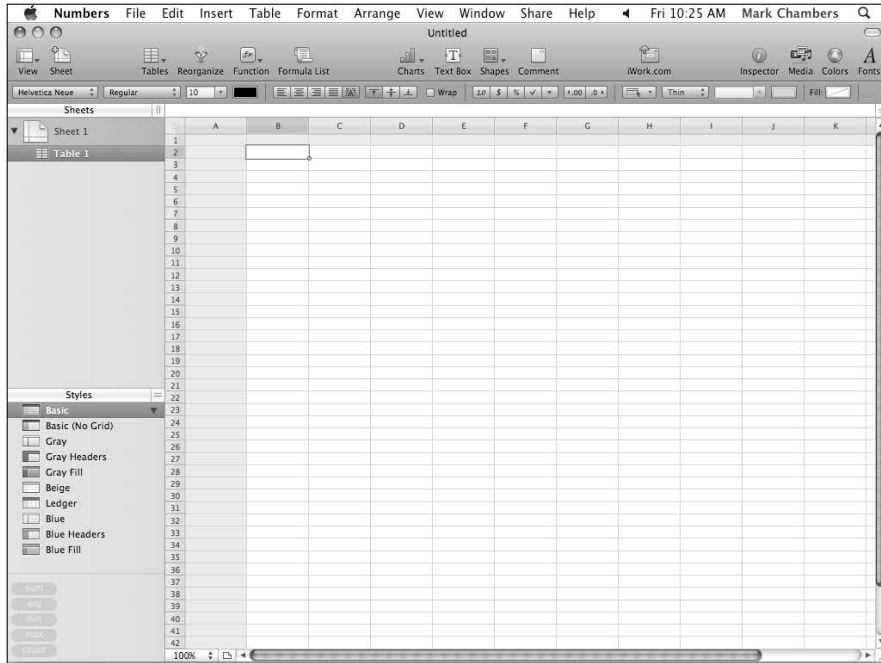 Numbers File Edit Insert Table Format Arrange View Window Share Help Fri 10:25 AM Mark Chambers
Untitled
View Sheet Tables Reorganize Function Formula List Charts Text Box Shapes Comment iWork.com Inspector Media Colors Fonts
Helvetica Neue Regular 10 Wrap 1.0 $ % Thin Fill:
Sheets
Sheet 1
Table 1
A B C D E F G H I J K
1
2
3
4
5
6
7
8
9
10
11
12
13
14
15
16
17
18
19
20
21
22
23
24
25
26
27
28
29
30
31
32
33
34
35
36
37
38
39
40
41
42
Styles
Basic
Basic (No Grid)
Gray
Gray Headers
Gray Fill
Beige
Ledger
Blue
Blue Headers
Blue Fill
sum
avg
min
max
count
100%